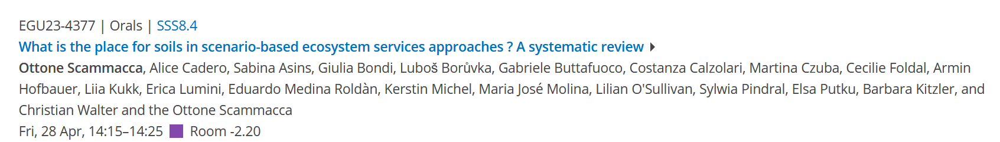 EGU23-4377 | Orals | SSS8.4
What is the place for soils in scenario-based ecosystem services approaches ? A systematic review
Ottone Scammacca, Alice Cadero, Sabina Asins, Giulia Bondi, Luboš Borůvka, Gabriele Buttafuoco, Costanza Calzolari, Martina Czuba, Cecilie Foldal, Armin
Hofbauer, Liia Kukk, Erica Lumini, Eduardo Medina Roldàn, Kerstin Michel, Maria José Molina, Lilian O'Sullivan, Sylwia Pindral, Elsa Putku, Barbara Kitzler, and
Christian Walter and the Ottone Scammacca
Fri, 28 Apr, 14:15–14:25 Room -2.20